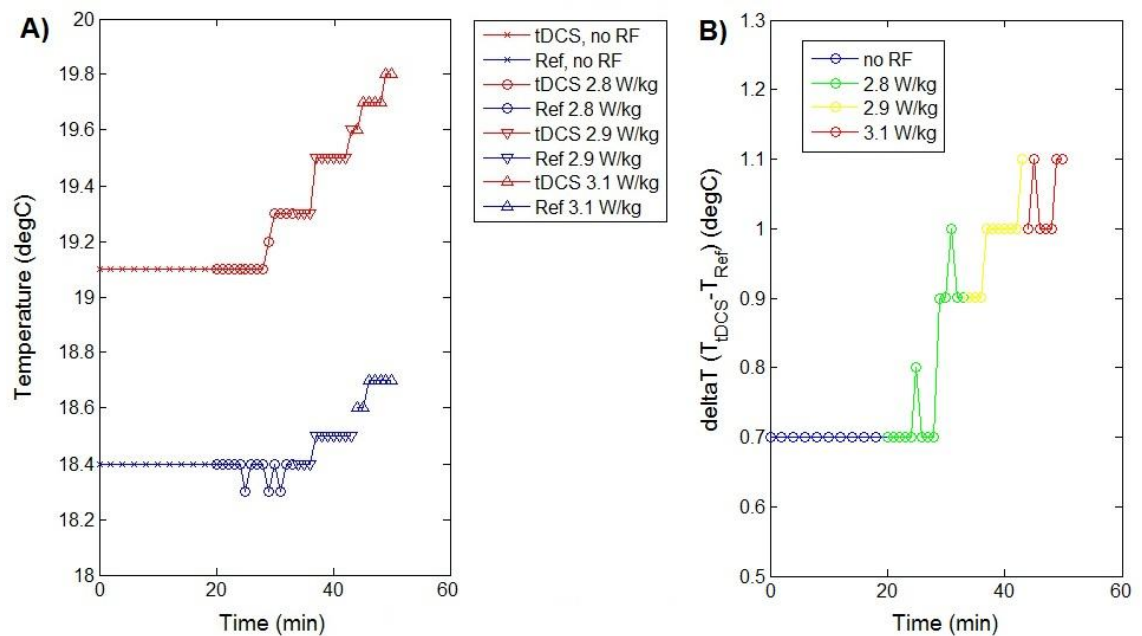 A)
Temperature (degC)
20
19.8
19.6
19.4
19.2
19
18.8
18.6
18.4
18.2
18
0
20
40
60
Time (min)
tDCS, no RF
Ref, no RF
tDCS 2.8 W/kg
Ref 2.8 W/kg
tDCS 2.9 W/kg
Ref 2.9 W/kg
tDCS 3.1 W/kg
Ref 3.1 W/kg
B)
deltaT (TtDCS-TRef) (degC)
1.3
1.2
1.1
1
0.9
0.8
0.7
0.6
0.5
0
20
40
60
Time (min)
no RF
2.8 W/kg
2.9 W/kg
3.1 W/kg